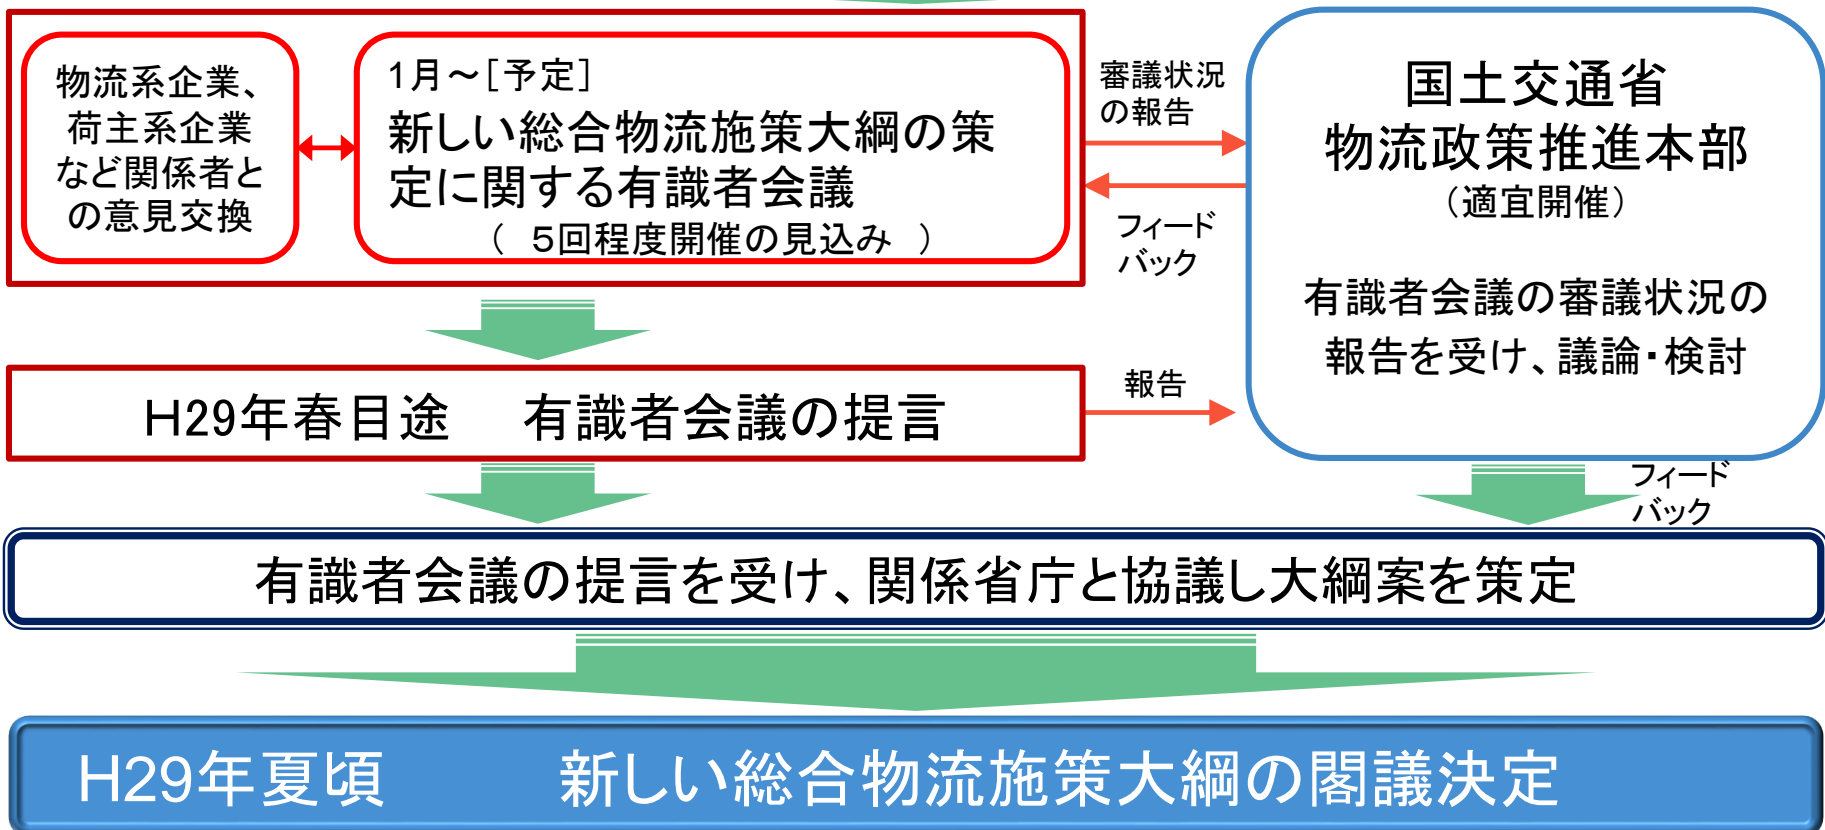 物流系企業、
荷主系企業
など関係者と
の意見交換
1月～[予定]
新しい総合物流施策大綱の策
定に関する有識者会議
（ 5回程度開催の見込み ）
審議状況
の報告
フィード
バック
国土交通省
物流政策推進本部
（適宜開催）
有識者会議の審議状況の
報告を受け、議論・検討
H29年春目途 有識者会議の提言
報告
フィード
バック
有識者会議の提言を受け、関係省庁と協議し大綱案を策定
H29年夏頃 新しい総合物流施策大綱の閣議決定